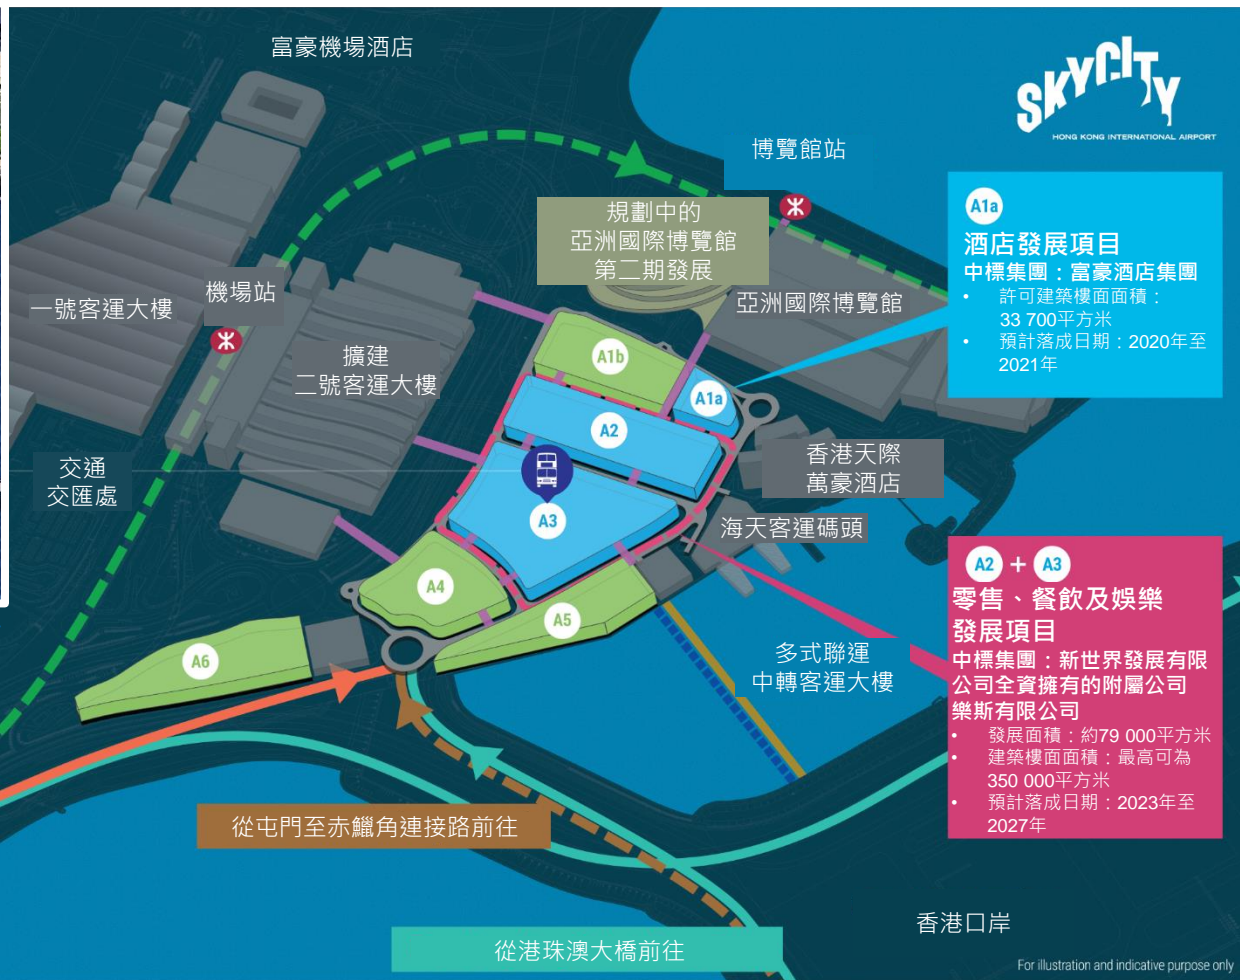 富豪機場酒店
SKYCITY
HONG KONG INTERNATIONAL AIRPORT
博覽館站
規劃中的
亞洲國際博覽館
第二期發展
A1a
酒店發展項目
中標集團：富豪酒店集團
• 許可建築樓面面積：
33 700平方米
• 預計落成日期：2020年至
2021年
一號客運大樓
機場站
亞洲國際博覽館
擴建
二號客運大樓
A1b
A1a
A2
香港天際
萬豪酒店
交通
交匯處
A3
海天客運碼頭
A4
A5
A6
A2 + A3
零售、餐飲及娛樂
發展項目
中標集團：新世界發展有限
公司全資擁有的附屬公司
樂斯有限公司
• 發展面積：約79 000平方米
• 建築樓面面積：最高可為
350 000平方米
• 預計落成日期：2023年至
2027年
多式聯運
中轉客運大樓
從屯門至赤鱲角連接路前往
香港口岸
從港珠澳大橋前往
For illustration and indicative purpose only